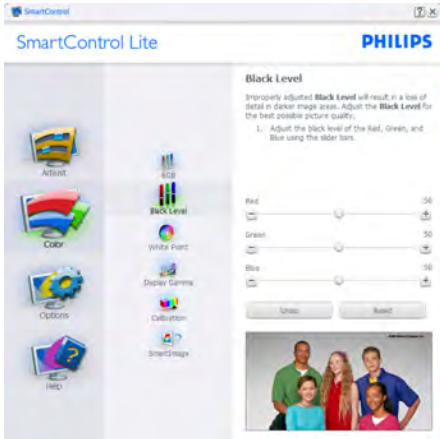 SmartControl
SmartControl Lite
PHILIPS
Black Level
Improperly adjusted Black Level will result in a loss of
detail in darker image areas. Adjust the Black Level for
the best possible picture quality.
1. Adjust the black level of the Red, Green, and
Blue using the slider bars.
Adjust
Color
Options
Help
RGB
Black Level
White Point
Display Gamma
Calibration
SmartImage
Red 50
Green 50
Blue 50
Undo Reset